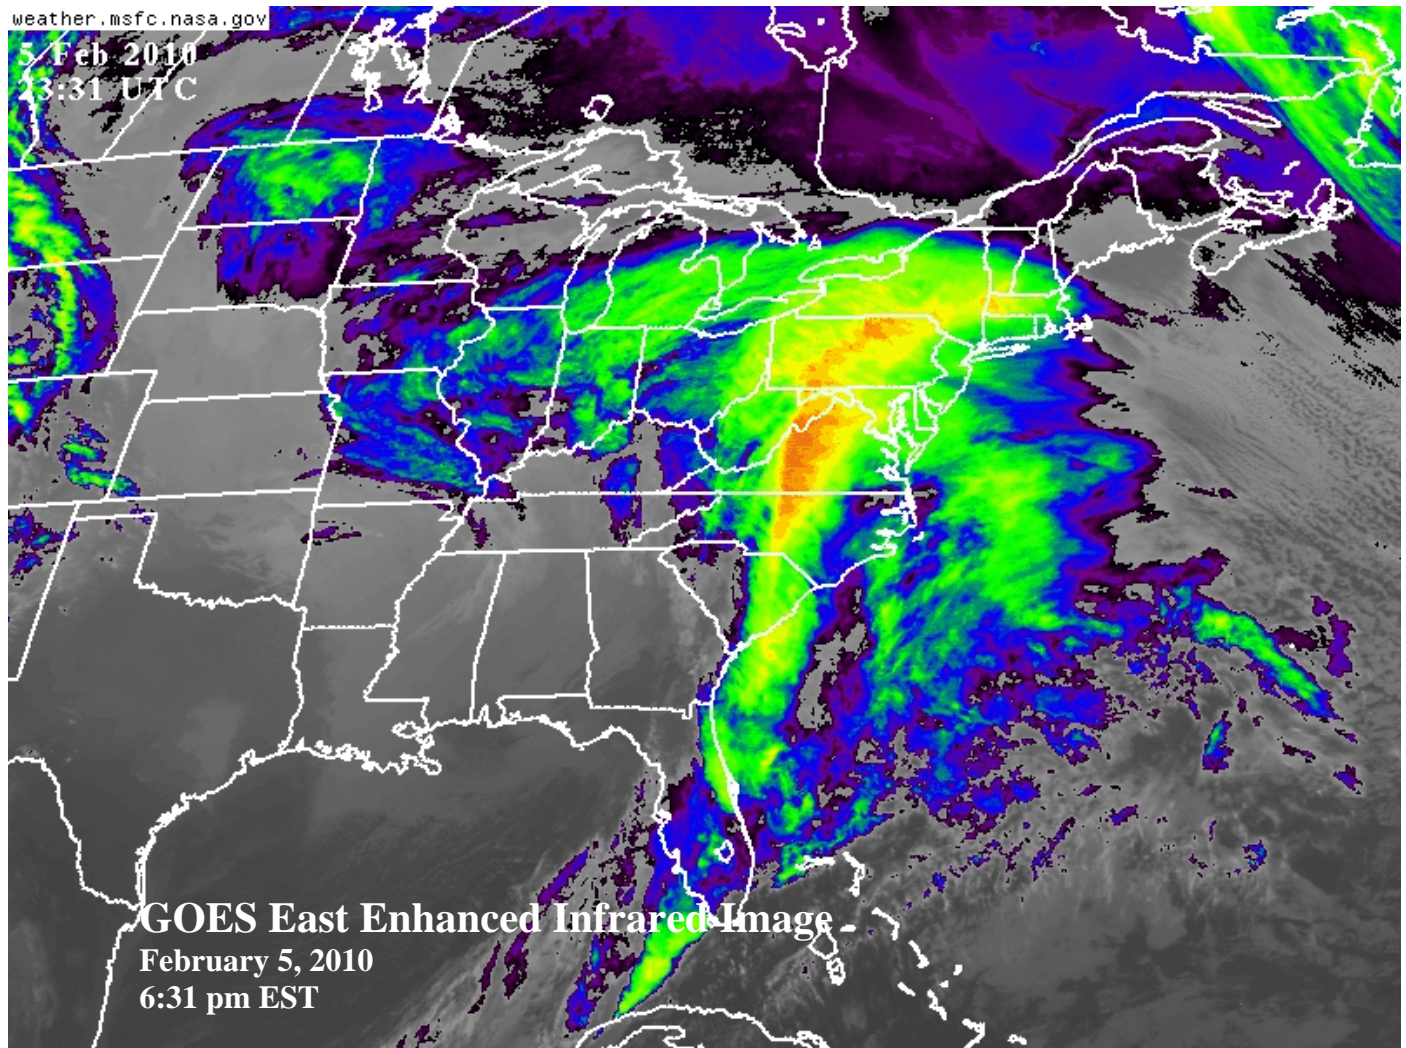 weather.msfc.nasa.gov
5 Feb 2010
23:31 UTC
GOES East Enhanced Infrared Image
February 5, 2010
6:31 pm EST